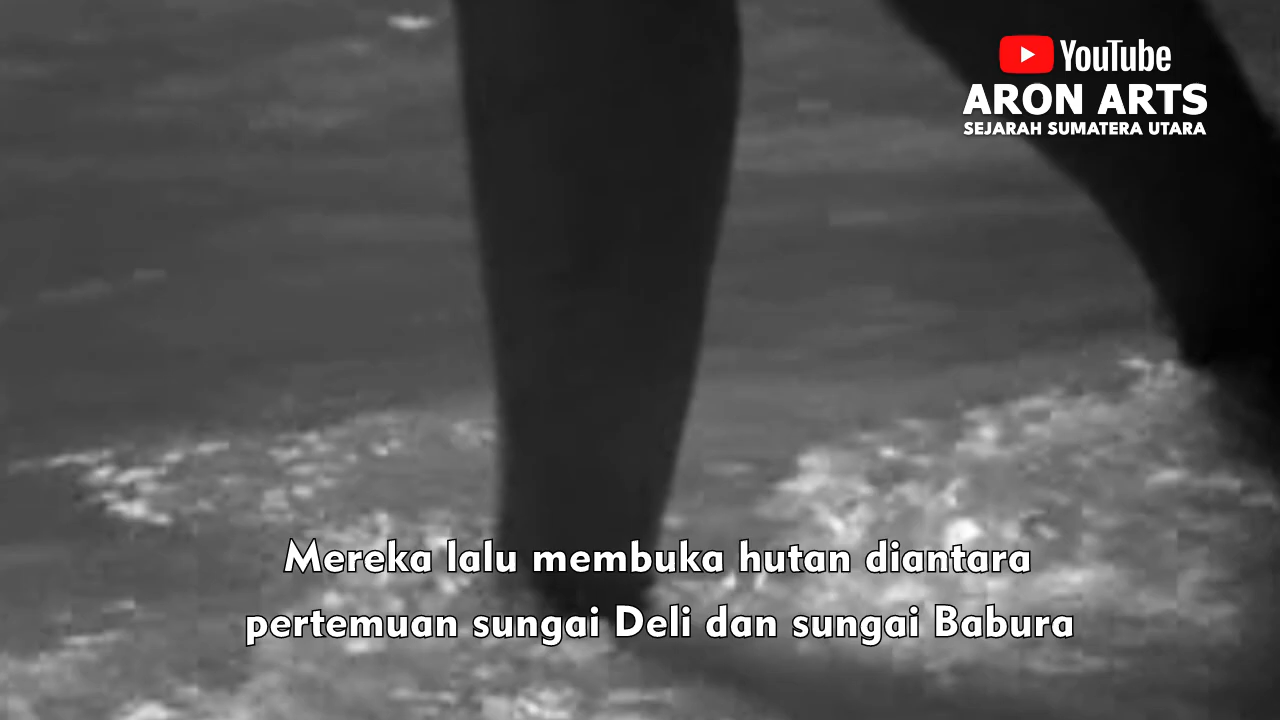 YouTube
ARON ARTS
SEJARAH SUMATERA UTARA
Mereka lalu membuka hutan diantara
pertemuan sungai Deli dan sungai Babura